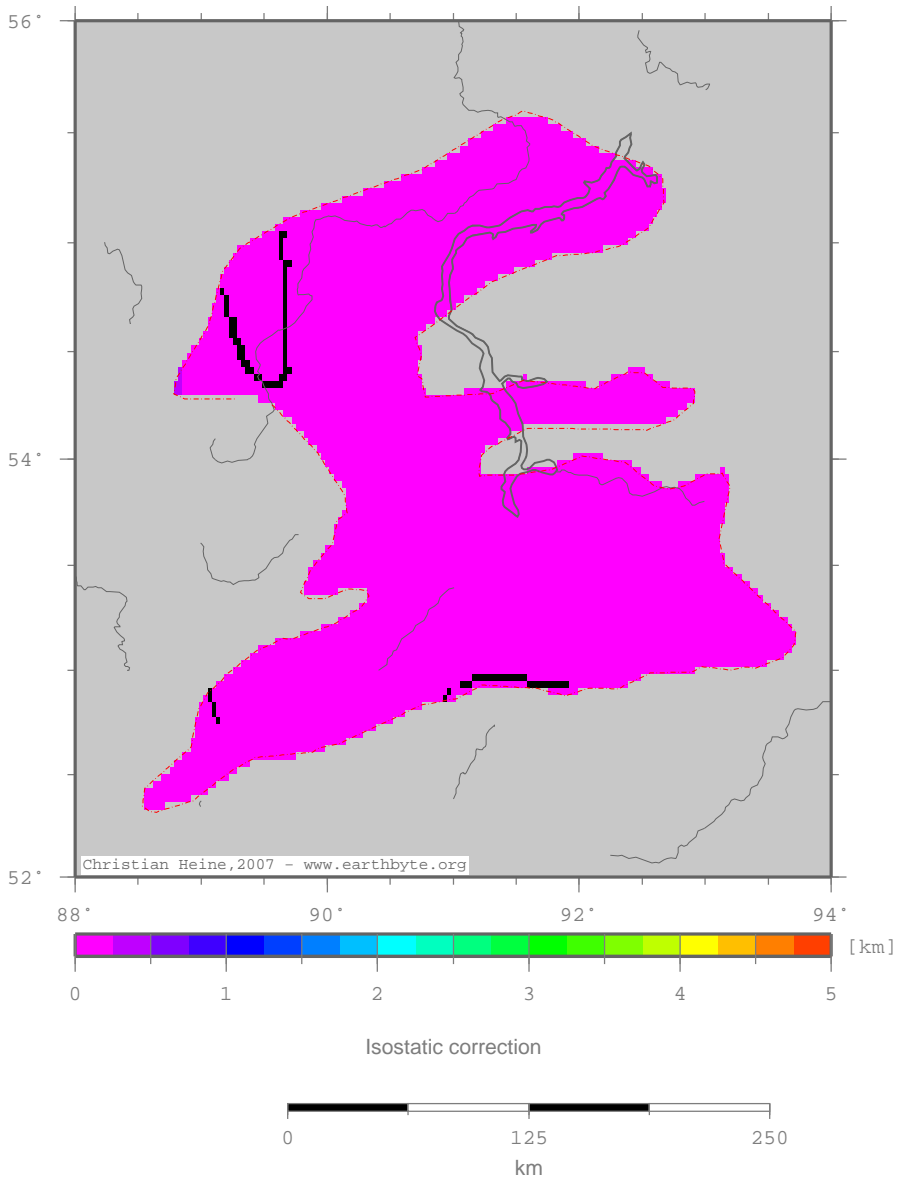 56°
54°
52°
Christian Heine,2007 - www.earthbyte.org
88° 90° 92° 94°
[km]
0 1 2 3 4 5
Isostatic correction
0 125 250
km